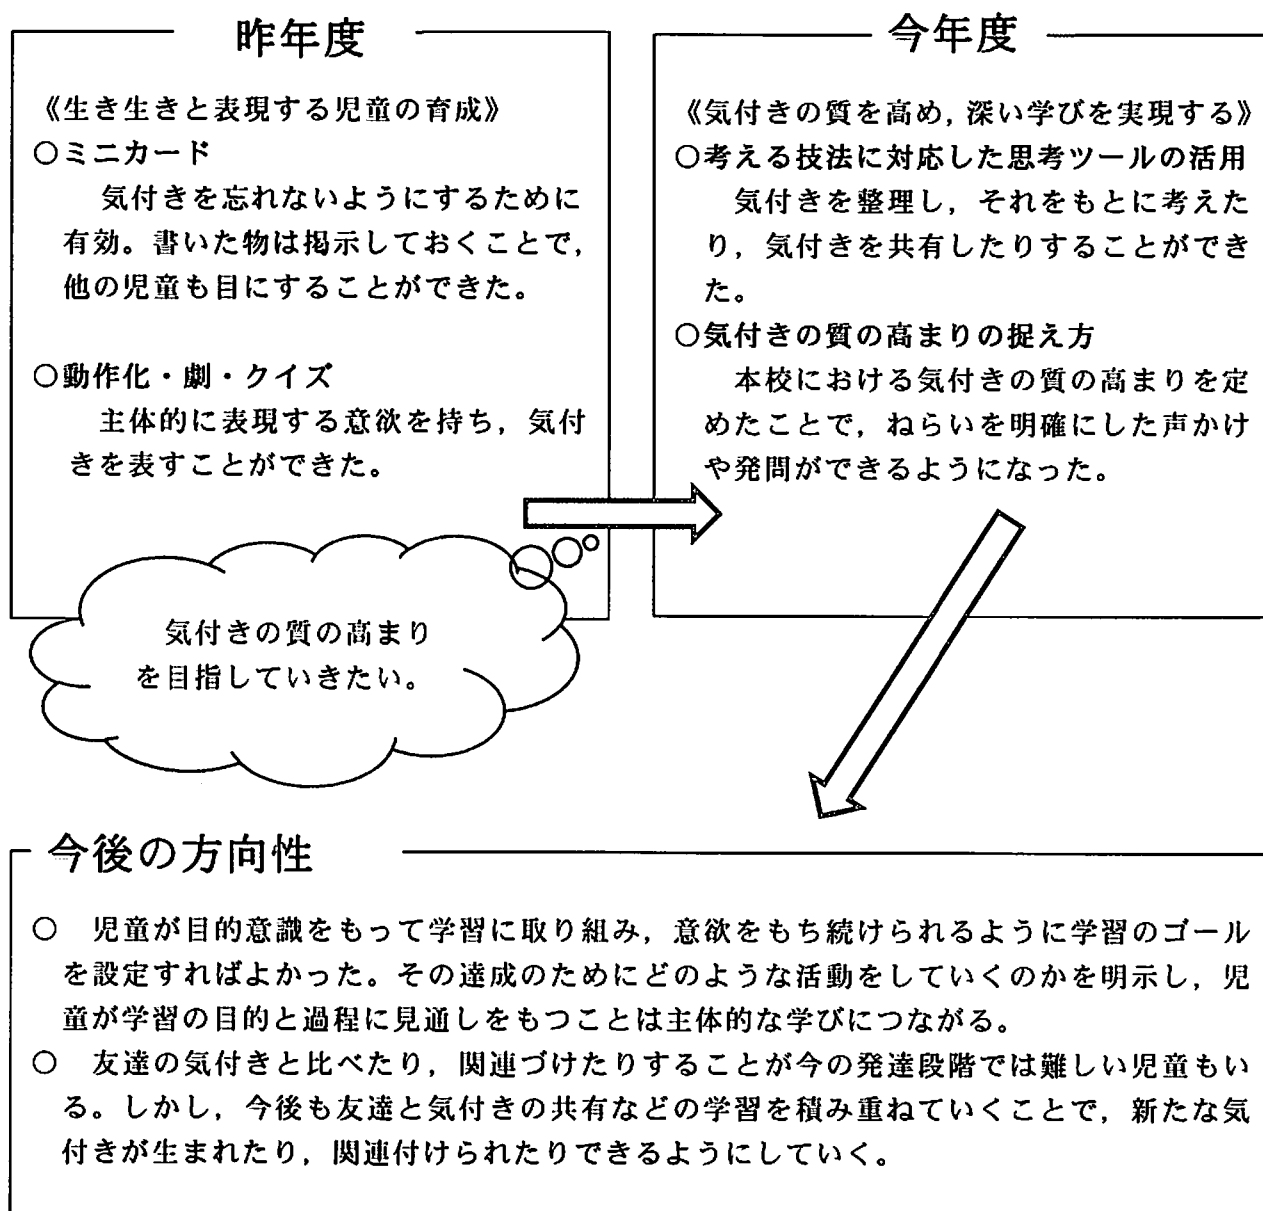 昨年度
《生き生きと表現する児童の育成》
○ミニカード
気付きを忘れないようにするために
有効。書いた物は掲示しておくことで，
他の児童も目にすることができた。
○動作化・劇・クイズ
主体的に表現する意欲を持ち，気付
きを表すことができた。
気付きの質の高まり
を目指していきたい。
今年度
《気付きの質を高め，深い学びを実現する》
○考える技法に対応した思考ツールの活用
気付きを整理し，それをもとに考えた
り，気付きを共有したりすることができ
た。
○気付きの質の高まりの捉え方
本校における気付きの質の高まりを定
めたことで，ねらいを明確にした声かけ
や発問ができるようになった。
今後の方向性
○　児童が目的意識をもって学習に取り組み，意欲をもち続けられるように学習のゴール
を設定すればよかった。その達成のためにどのような活動をしていくのかを明示し，児
童が学習の目的と過程に見通しをもつことは主体的な学びにつながる。
○　友達の気付きと比べたり，関連づけたりすることが今の発達段階では難しい児童もい
る。しかし，今後も友達と気付きの共有などの学習を積み重ねていくことで，新たな気
付きが生まれたり，関連付けられたりできるようにしていく。